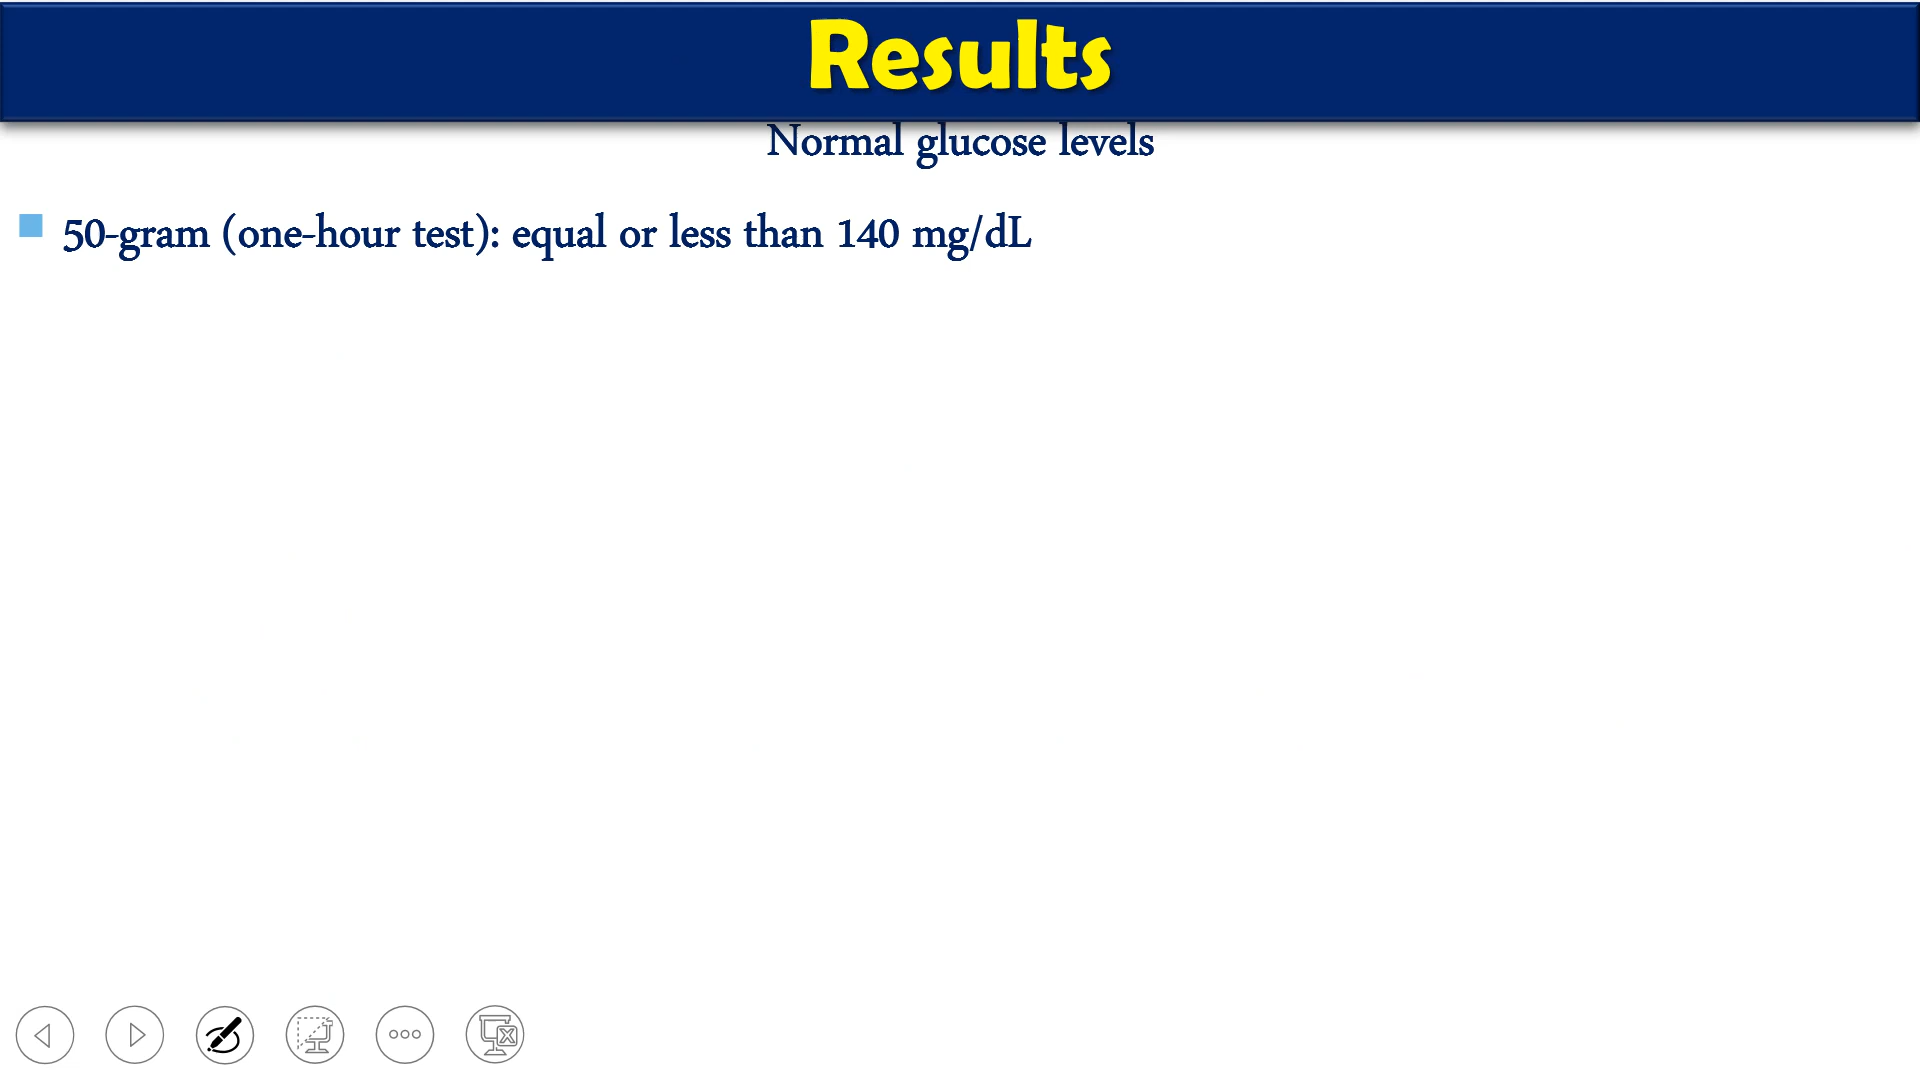 Results
Normal glucose levels
50-gram (one-hour test): equal or less than 140 mg/dL